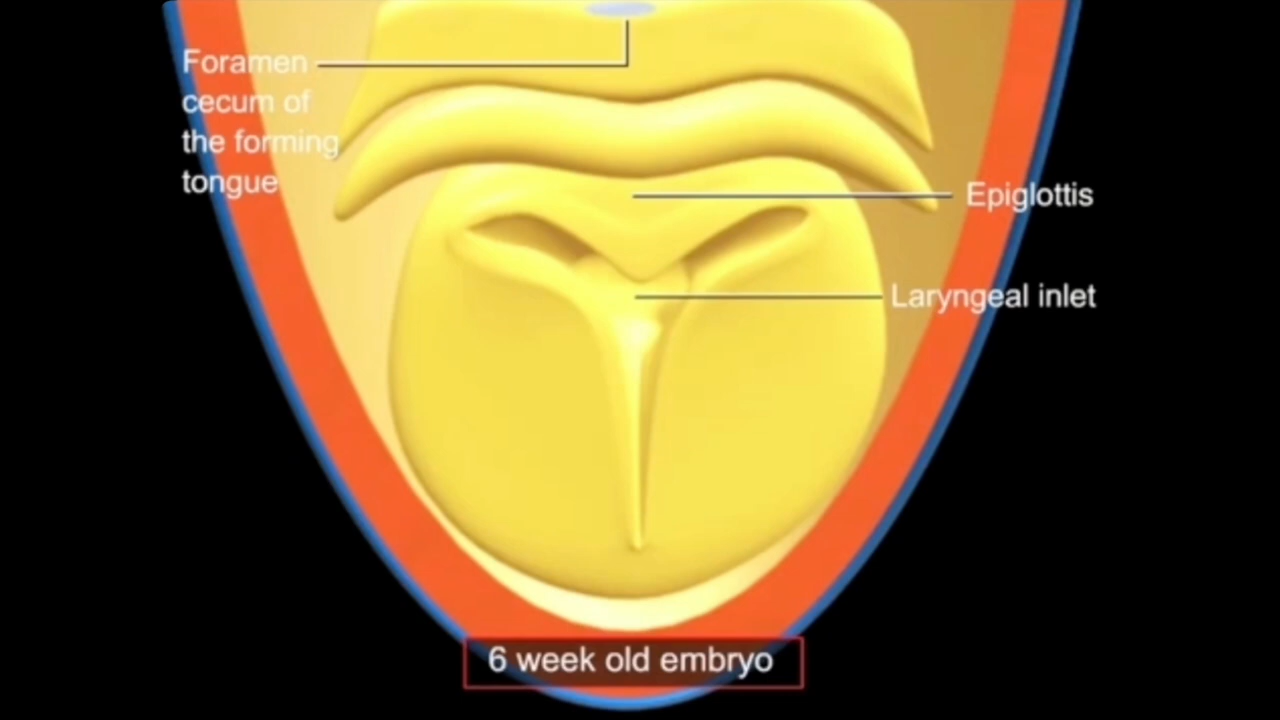 Foramen
cecum of
the forming
tongue
Epiglottis
Laryngeal inlet
6 week old embryo